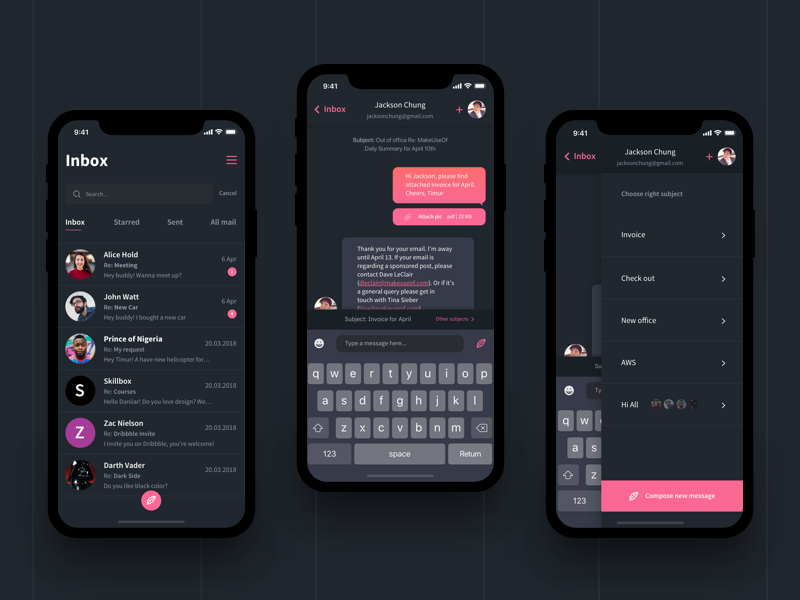 9:41
Inbox
Search...
Cancel
Inbox Starred Sent All mail
Alice Hold
6 Apr
Re: Meeting
Hey buddy! Wanna meet up?
John Watt
6 Apr
Re: New Car
4
Hey buddy! I bought a new car
Prince of Nigeria
20.03.2018
Re: My request
Hey Timur! A have new helicopter for...
S
Skillbox
20.03.2018
Re: Courses
Hello Daniar! Do you love design? We...
Z
Zac Nelson
20.03.2018
Re: Dribbble Invite
I invite you on Dribbble, you're welcome!
Darth Vader
20.03.2018
Re: Dark Side
Do you like black color?
9:41
Inbox
Jackson Chung
jacksonchung@gmail.com
Subject: Out of office Re: MakeUseOf
Daily Summary for April 10th
Hi Jackson, please find
attached Invoice for April.
Cheers, Timur
Attach pic pdf | 23 MB
Thank you for your email. I'm away
until April 13. If your email is
regarding a sponsored post, please
contact Dave LeClair
(dleclair@makeuseof.com). Or if it's
a general query please get in
touch with Tina Sieber
Subject: Invoice for April
Other subjects
Type a message here...
q w e r t y u i o p
a s d f g h j k l
z x c v b n m
123 space Return
9:41
Inbox
Jackson Chung
jacksonchung@gmail.com
Choose right subject
Invoice
Check out
New office
AWS
Hi All
Su
Ty
q w
a s
z
123
Compose new message